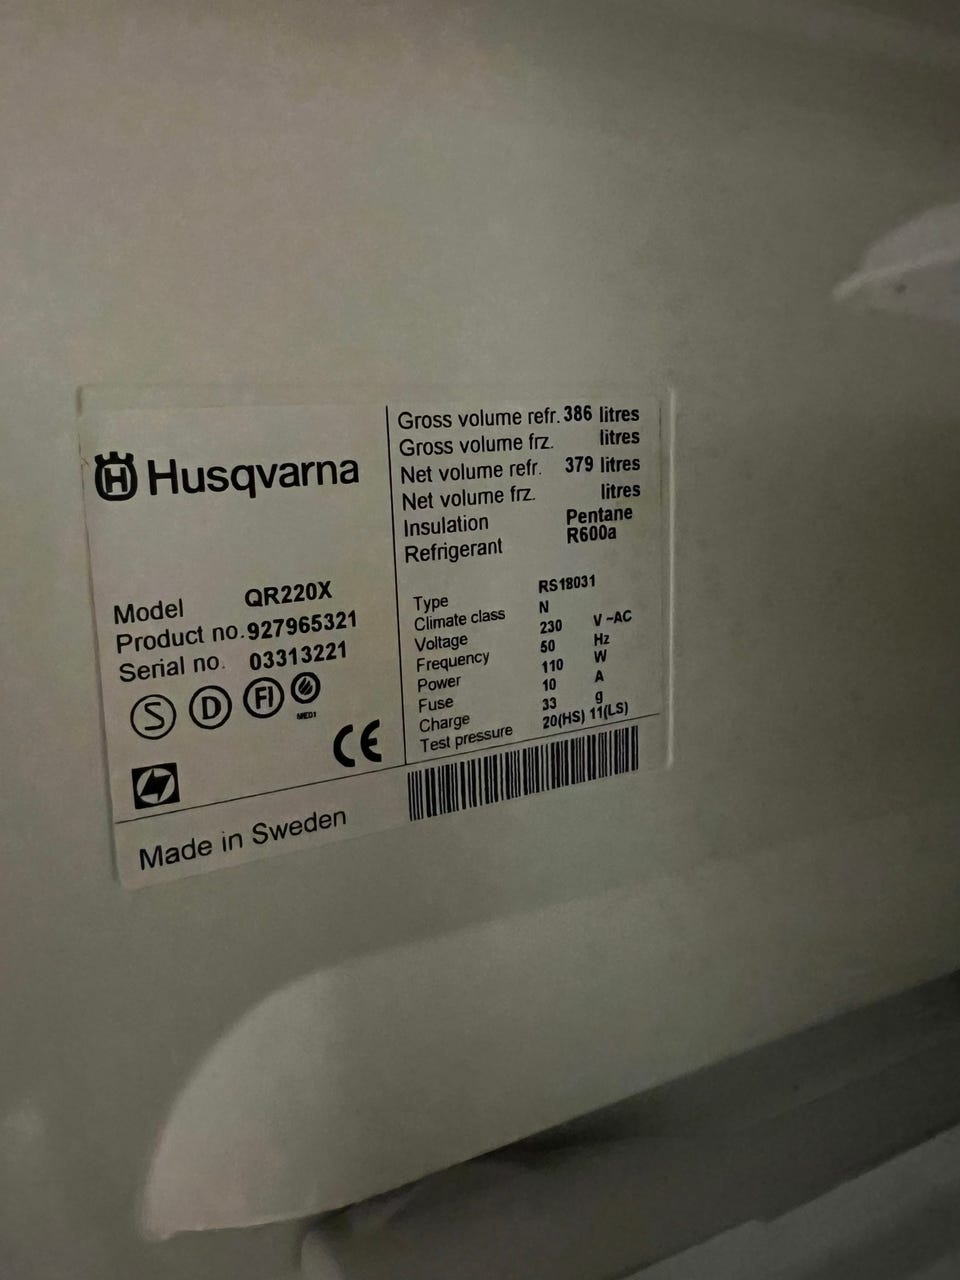 Husqvarna
Model QR220X
Product no. 927965321
Serial no. 03313221
S D FI
MED1
CE
Made in Sweden
Gross volume refr. 386 litres
Gross volume frz. litres
Net volume refr. 379 litres
Net volume frz. litres
Insulation Pentane
Refrigerant R600a
Type RS18031
Climate class N
Voltage 230 V ~AC
Frequency 50 Hz
Power 110 W
Fuse 10 A
Charge 33 g
Test pressure 20(HS) 11(LS)